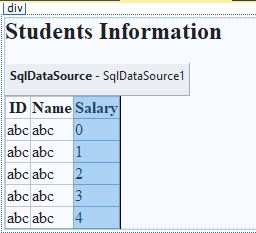 div
Students Information
SqlDataSource - SqlDataSource1
ID Name Salary
abc abc 0
abc abc 1
abc abc 2
abc abc 3
abc abc 4